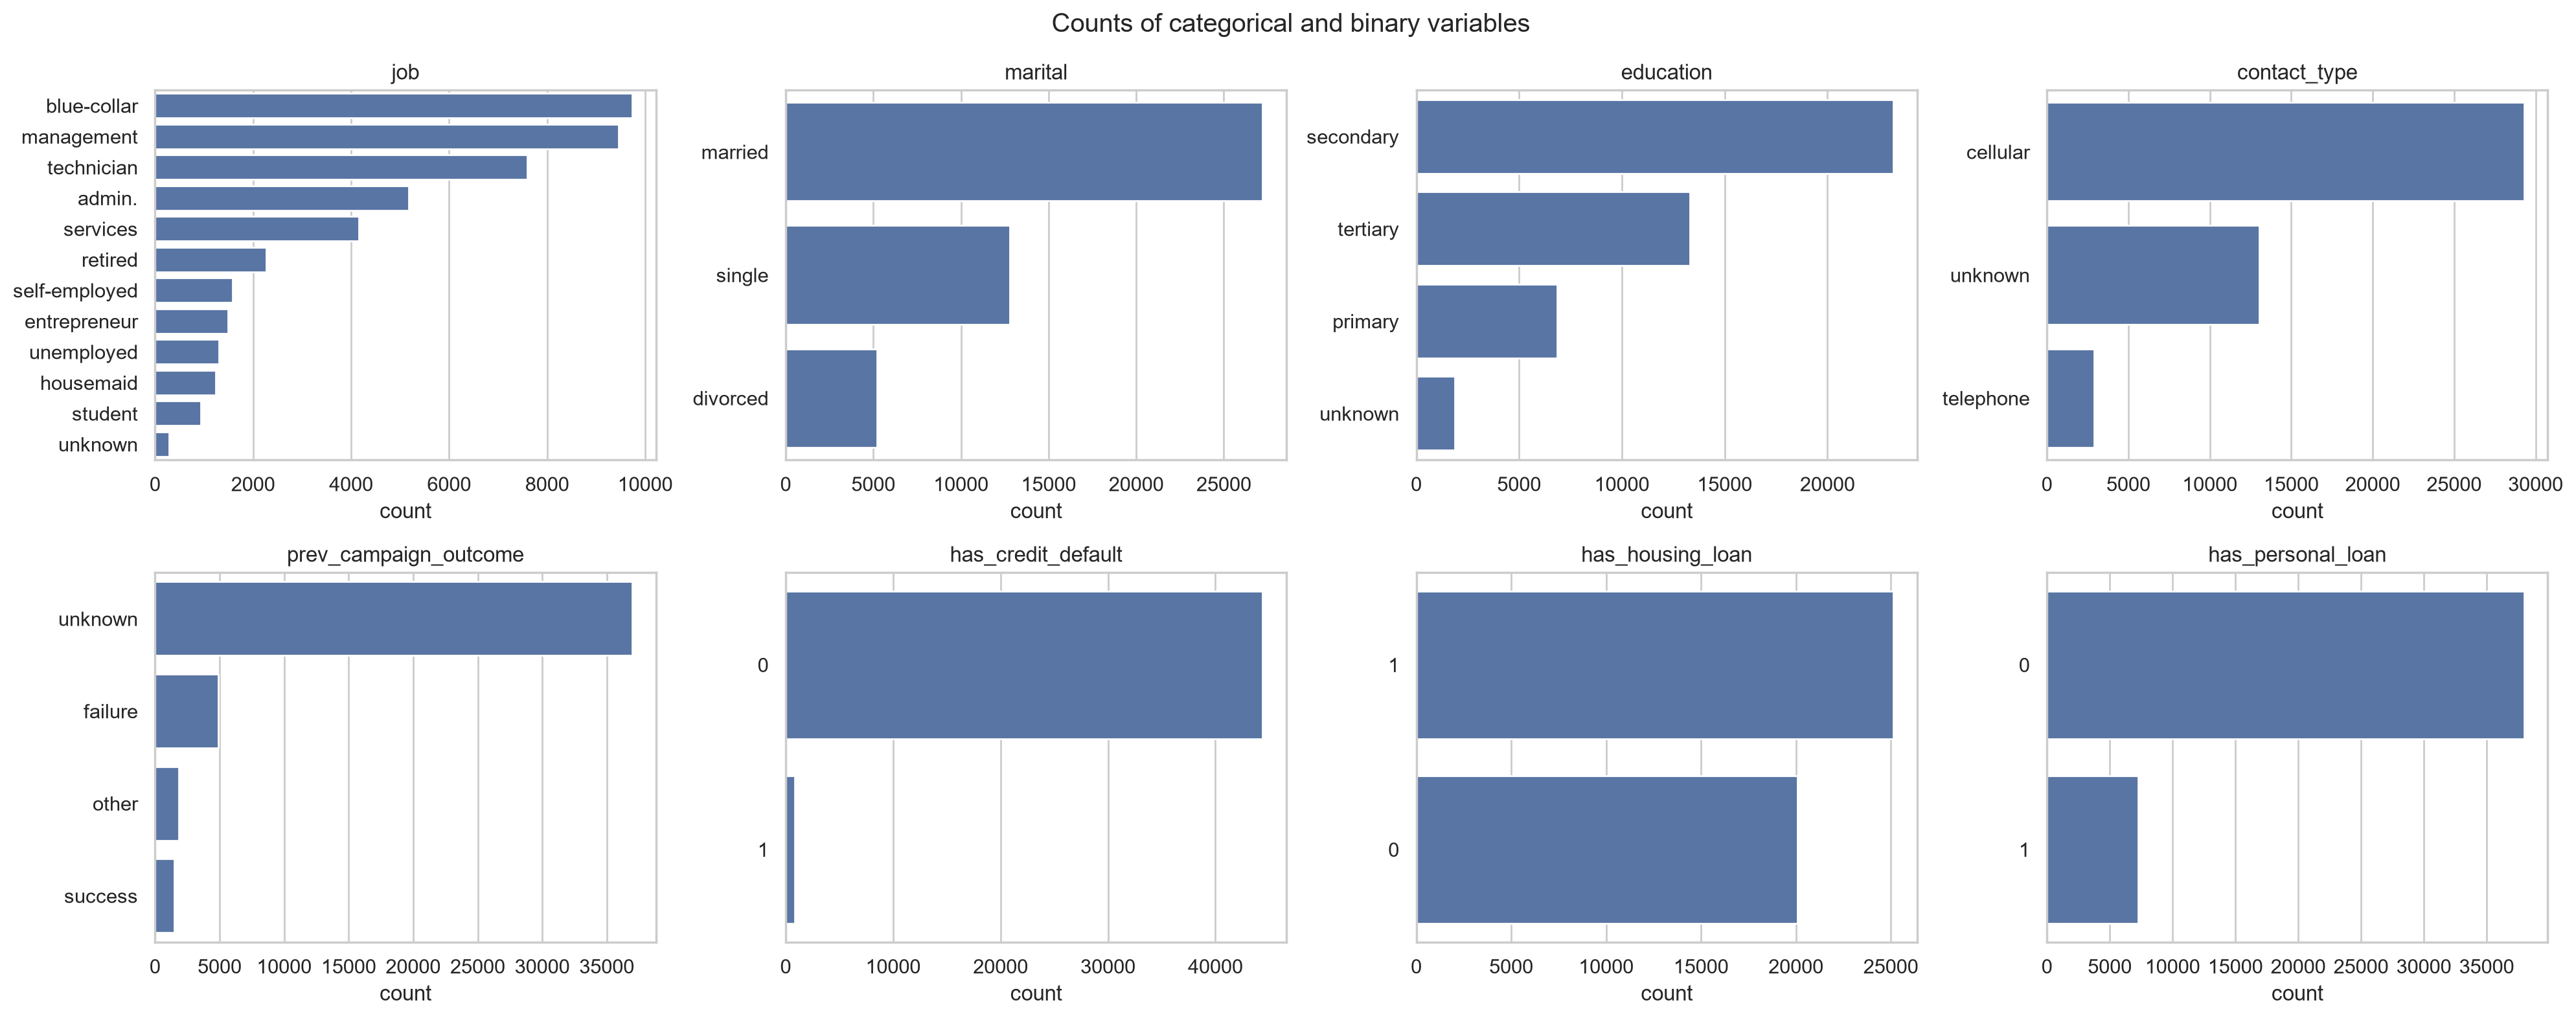 Counts of categorical and binary variables
job
blue-collar
management
technician
admin.
services
retired
self-employed
entrepreneur
unemployed
housemaid
student
unknown
0 2000 4000 6000 8000 10000
count
marital
married
single
divorced
0 5000 10000 15000 20000 25000
count
education
secondary
tertiary
primary
unknown
0 5000 10000 15000 20000
count
contact_type
cellular
unknown
telephone
0 5000 10000 15000 20000 25000 30000
count
prev_campaign_outcome
unknown
failure
other
success
0 5000 10000 15000 20000 25000 30000 35000
count
has_credit_default
0
1
0 10000 20000 30000 40000
count
has_housing_loan
1
0
0 5000 10000 15000 20000 25000
count
has_personal_loan
0
1
0 5000 10000 15000 20000 25000 30000 35000
count